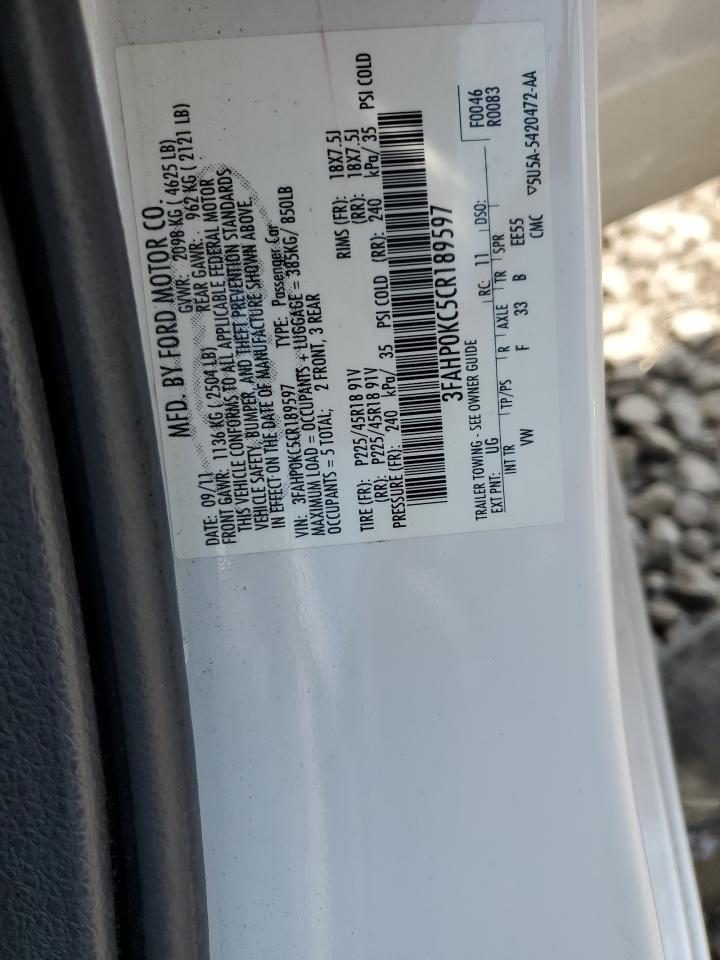 MFD. BY FORD MOTOR CO.
DATE: 09/11 GVWR: 2098 KG ( 4625 LB)
FRONT GAWR: 1136 KG ( 2504 LB) REAR GAWR: 962 KG ( 2121 LB)
THIS VEHICLE CONFORMS TO ALL APPLICABLE FEDERAL MOTOR
VEHICLE SAFETY, BUMPER, AND THEFT PREVENTION STANDARDS
IN EFFECT ON THE DATE OF MANUFACTURE SHOWN ABOVE
VIN: 3FAHP0KC5CR189597 TYPE: Passenger Car
MAXIMUM LOAD = OCCUPANTS + LUGGAGE = 385KG/ 850LB
OCCUPANTS = 5 TOTAL; 2 FRONT, 3 REAR
TIRE (FR): P225/45R18 91V RIMS (FR): 18X7.5J
(RR): P225/45R18 91V (RR): 18X7.5J
PRESSURE (FR): 240 kPa/ 35 PSI COLD (RR): 240 kPa/ 35 PSI COLD
3FAHP0KC5CR189597
F0046
R0083
TRAILER TOWING - SEE OWNER GUIDE
EXT PNT: UG RC: 11 DSO:
INT TR TP/PS R AXLE TR SPR
VW F 33 B EE55
CMC ▽5U5A-5420472-AA